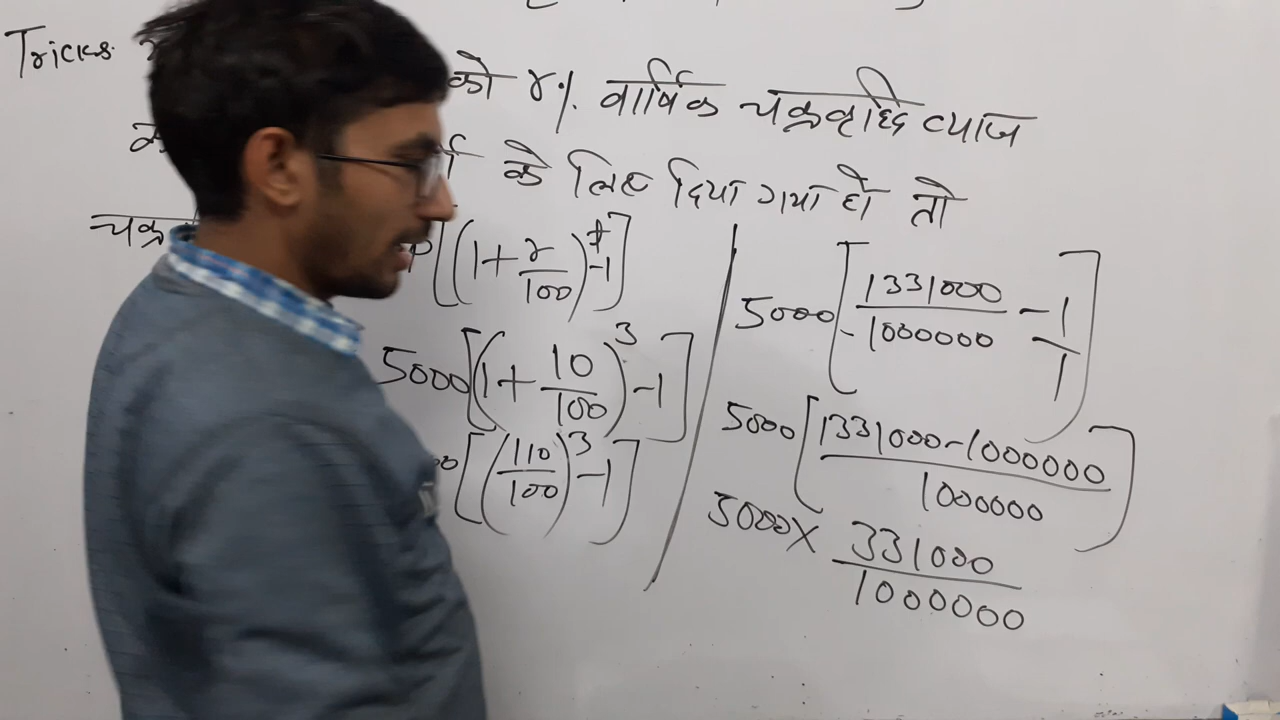 Tricks
को r% वार्षिक चक्रवृद्धि व्याज
के लिए दिया गया हो तो
चक्र
P[(1+r/100)^t-1]
5000[(1+10/100)^3-1]
[(110/100)^3-1]
5000[1331000/1000000-1/1]
5000[1331000-1000000/1000000]
5000× 331000/1000000